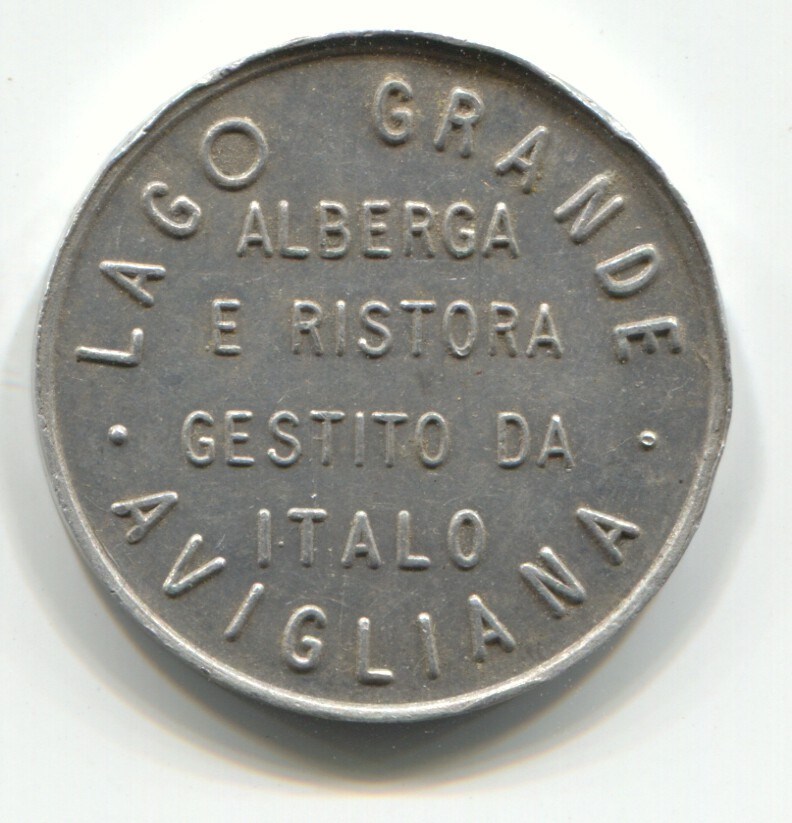 LAGO GRANDE
ALBERGA
E RISTORA
GESTITO DA
ITALO
AVIGLIANA